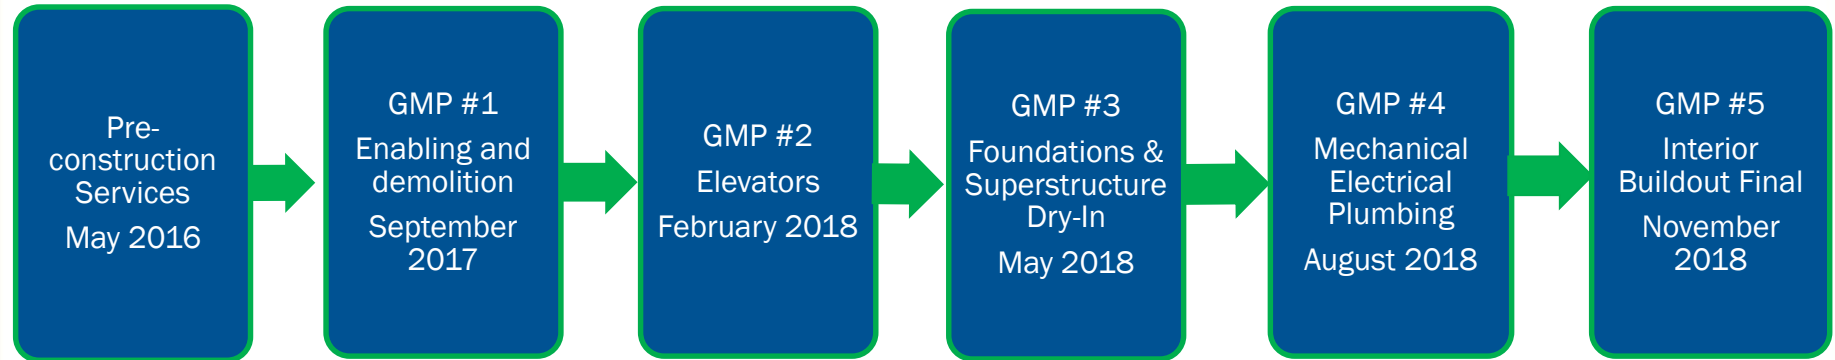 Pre-
construction
Services
May 2016
GMP #1
Enabling and
demolition
September
2017
GMP #2
Elevators
February 2018
GMP #3
Foundations &
Superstructure
Dry-In
May 2018
GMP #4
Mechanical
Electrical
Plumbing
August 2018
GMP #5
Interior
Buildout Final
November
2018